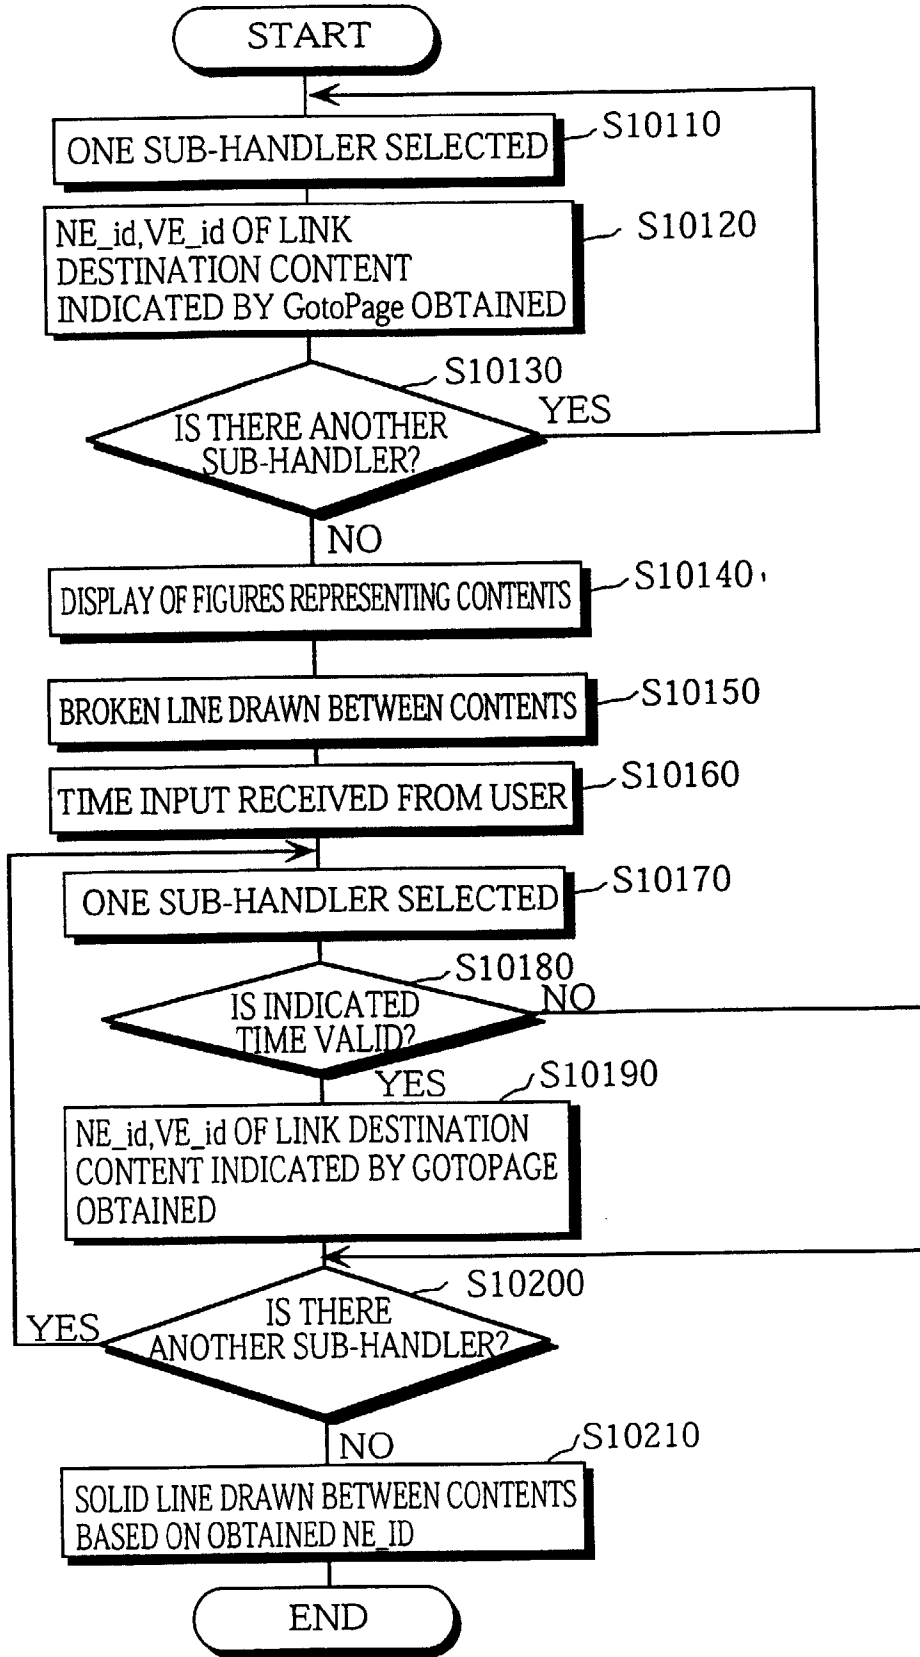 START
ONE SUB-HANDLER SELECTED
S10110
NE_id,VE_id OF LINK
DESTINATION CONTENT
INDICATED BY GotoPage OBTAINED
S10120
S10130
IS THERE ANOTHER
SUB-HANDLER?
YES
NO
DISPLAY OF FIGURES REPRESENTING CONTENTS
S10140
BROKEN LINE DRAWN BETWEEN CONTENTS
S10150
TIME INPUT RECEIVED FROM USER
S10160
ONE SUB-HANDLER SELECTED
S10170
S10180
IS INDICATED
TIME VALID?
NO
YES
S10190
NE_id,VE_id OF LINK DESTINATION
CONTENT INDICATED BY GOTOPAGE
OBTAINED
S10200
IS THERE
ANOTHER SUB-HANDLER?
YES
NO
S10210
SOLID LINE DRAWN BETWEEN CONTENTS
BASED ON OBTAINED NE_ID
END